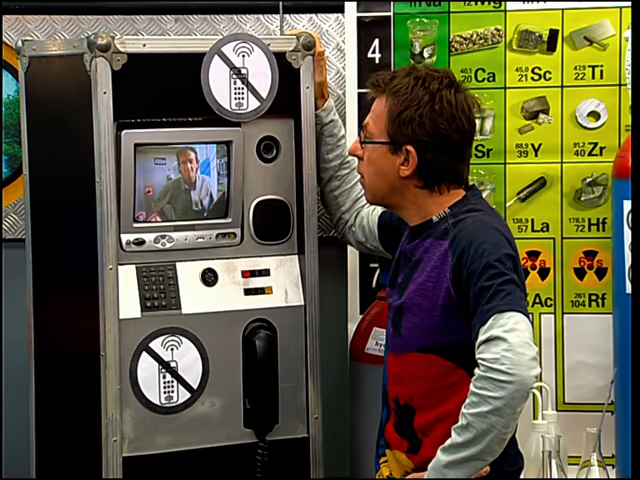 Na
12 Mg
4
40,1
20 Ca
45,0
21 Sc
47,9
22 Ti
Sr
88,9
39 Y
91,2
40 Zr
138,9
57 La
178,5
72 Hf
7
Ac
261
104 Rf